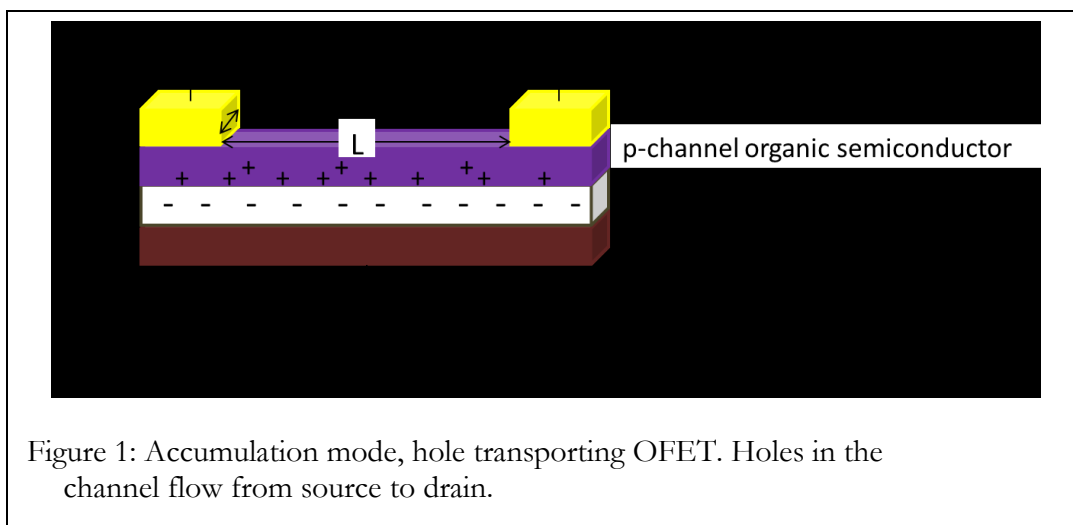 L
p-channel organic semiconductor
+ + + + + + + + + + +
- - - - - - - - - - -
Figure 1: Accumulation mode, hole transporting OFET. Holes in the
channel flow from source to drain.